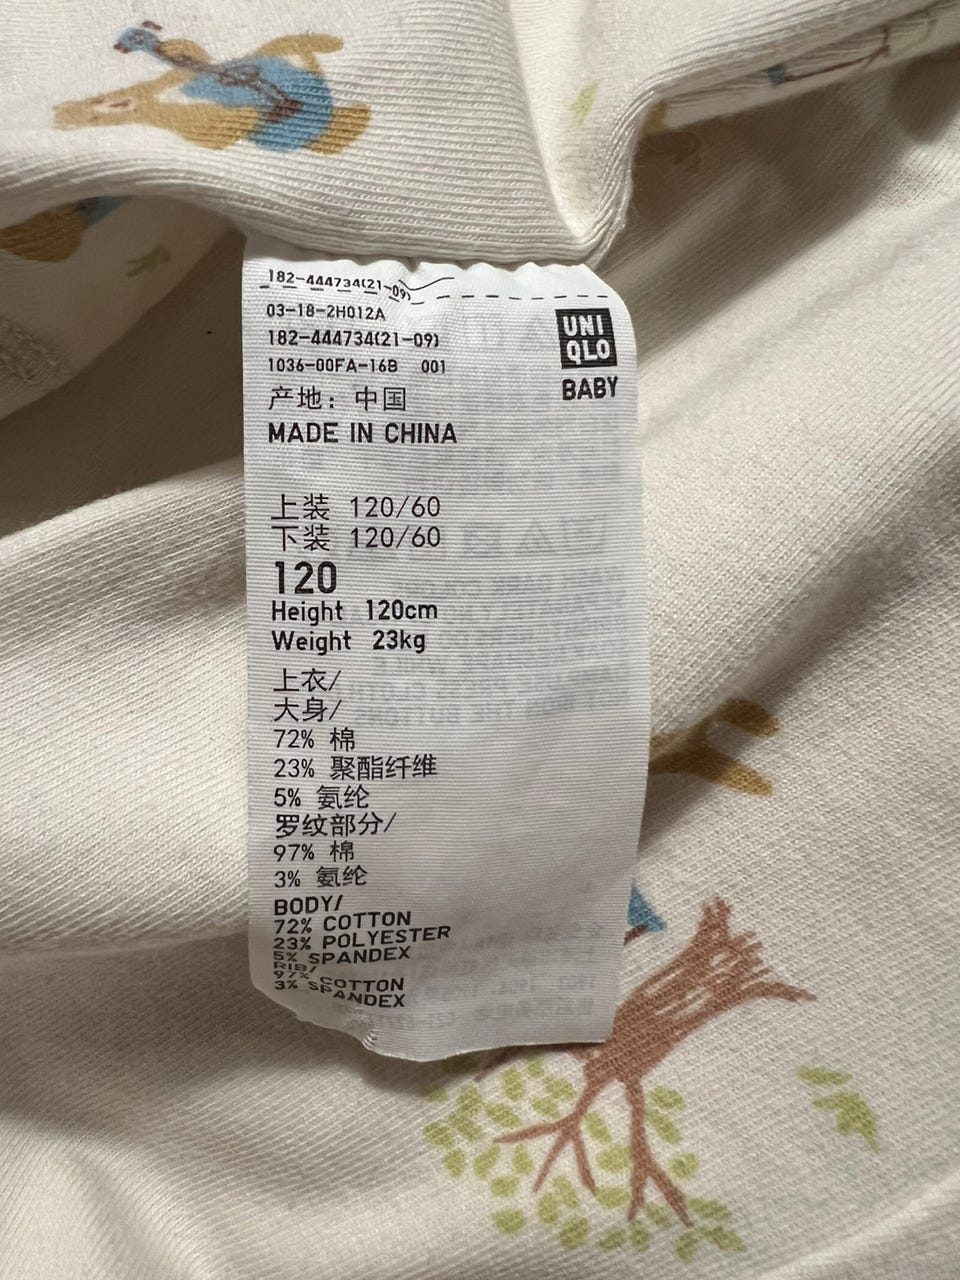 182-444734(21-09)
03-18-2H012A
182-444734(21-09)
1036-00FA-16B 001
UNI
QLO
BABY
产地：中国
MADE IN CHINA
上装 120/60
下装 120/60
120
Height 120cm
Weight 23kg
上衣/
大身/
72% 棉
23% 聚酯纤维
5% 氨纶
罗纹部分/
97% 棉
3% 氨纶
BODY/
72% COTTON
23% POLYESTER
5% SPANDEX
RIB/
97% COTTON
3% SPANDEX